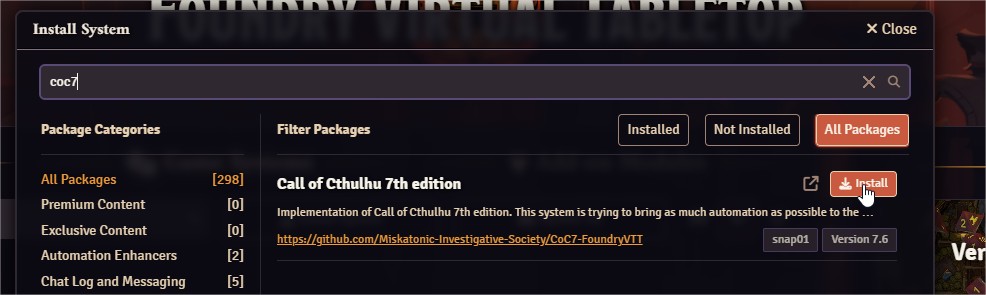 FOUNDRY VIRTUAL TABLETOP
Install System
Close
coc7
Package Categories
Filter Packages
Installed
Not Installed
All Packages
All Packages [298]
Call of Cthulhu 7th edition
Install
Premium Content [0]
Implementation of Call of Cthulhu 7th edition. This system is trying to bring as much automation as possible to the ...
Exclusive Content [0]
https://github.com/Miskatonic-Investigative-Society/CoC7-FoundryVTT
snap01
Version 7.6
Automation Enhancers [2]
Chat Log and Messaging [5]
Ver